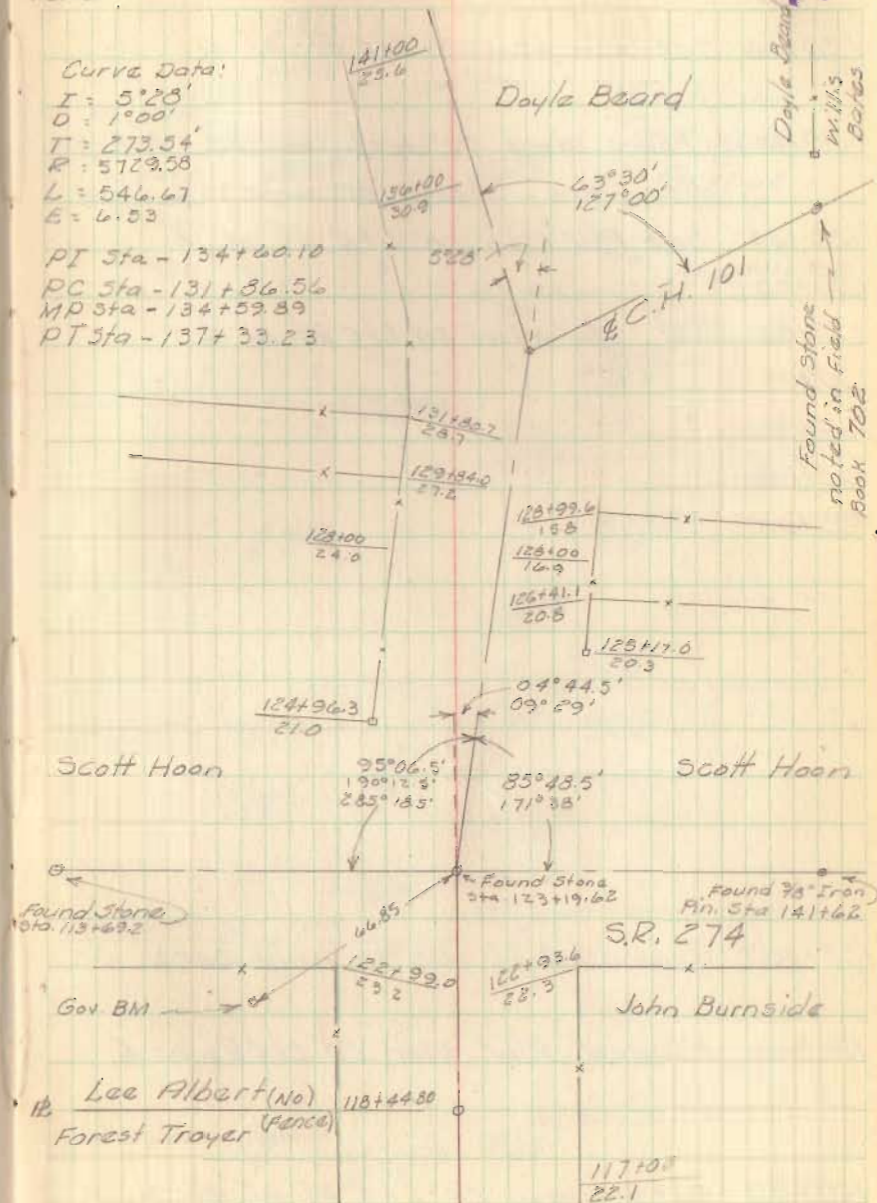 Curve Data:
I = 5°28'
D = 1°00'
T = 273.54'
R = 5729.58
L = 546.67
E = 6.53
PI Sta - 134+60.10
PC Sta - 131+86.56
MP Sta - 134+59.89
PT Sta - 137+33.23
141+00
25.6
Doyle Beard
Doyle Beard
Willis
Bates
136+00
30.9
63°30'
127°00'
5°28'
℄ C.H. 101
Found Stone
noted in Field
Book 702
131+80.7
28.7
129+84.0
27.2
128+00
24.0
128+99.6
15.8
128+00
16.9
126+41.1
20.8
125+17.0
20.3
124+96.3
21.0
04°44.5'
09°29'
Scott Hoon
95°06.5'
190°12.5'
285°18.5'
85°48.5'
171°38'
Scott Hoon
Found Stone
Sta. 113+69.2
Found Stone
Sta. 123+19.62
Found 7/8" Iron
Pin. Sta 141+62
66.85
S.R. 274
122+99.0
23.2
122+93.6
22.3
Gov. BM
John Burnside
℄ Lee Albert (No)
Forest Troyer (Fence)
118+44.80
117+00
22.1